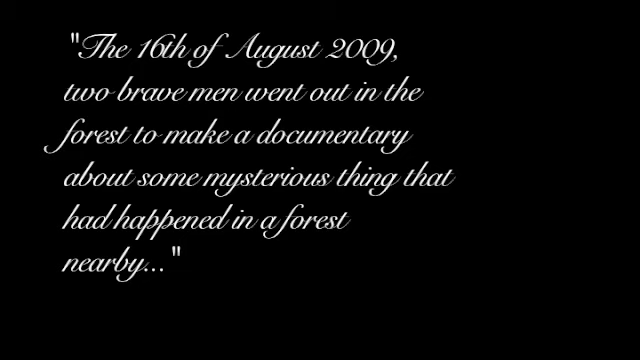 "The 16th of August 2009,
two brave men went out in the
forest to make a documentary
about some mysterious thing that
had happened in a forest
nearby..."